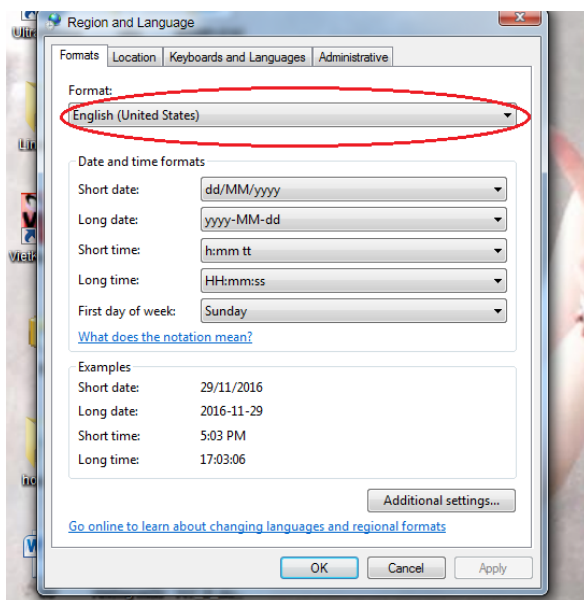 Region and Language
Formats Location Keyboards and Languages Administrative
Format:
English (United States)
Date and time formats
Short date: dd/MM/yyyy
Long date: yyyy-MM-dd
Short time: h:mm tt
Long time: HH:mm:ss
First day of week: Sunday
What does the notation mean?
Examples
Short date: 29/11/2016
Long date: 2016-11-29
Short time: 5:03 PM
Long time: 17:03:06
Additional settings...
Go online to learn about changing languages and regional formats
OK Cancel Apply